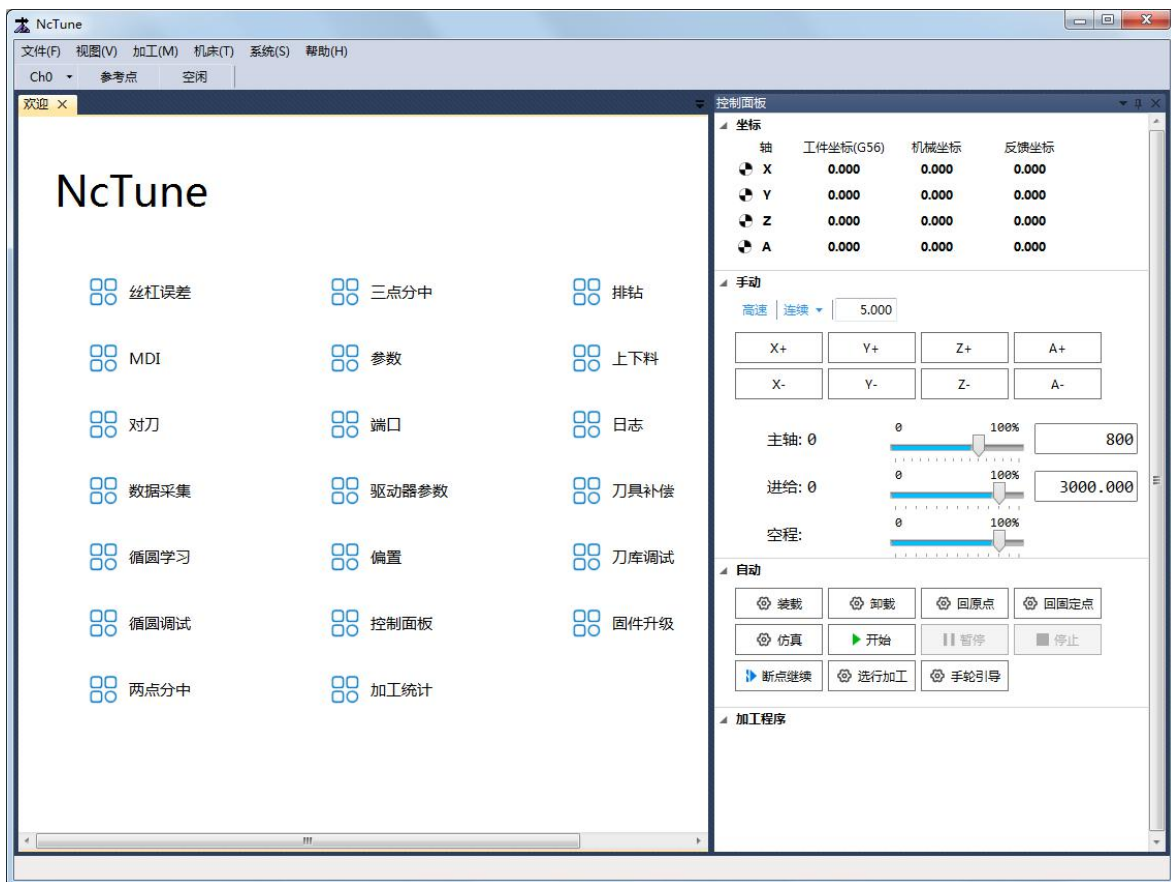 NcTune
文件(F) 视图(V) 加工(M) 机床(T) 系统(S) 帮助(H)
Ch0 参考点 空闲
欢迎
NcTune
丝杠误差 三点分中 排钻
MDI 参数 上下料
对刀 端口 日志
数据采集 驱动器参数 刀具补偿
循圆学习 偏置 刀库调试
循圆调试 控制面板 固件升级
两点分中 加工统计
控制面板
坐标
轴 工件坐标(G56) 机械坐标 反馈坐标
X 0.000 0.000 0.000
Y 0.000 0.000 0.000
Z 0.000 0.000 0.000
A 0.000 0.000 0.000
手动
高速 连续 5.000
X+ Y+ Z+ A+
X- Y- Z- A-
0 100%
主轴: 0 800
0 100%
进给: 0 3000.000
0 100%
空程:
自动
装载 卸载 回原点 回固定点
仿真 开始 暂停 停止
断点继续 选行加工 手轮引导
加工程序